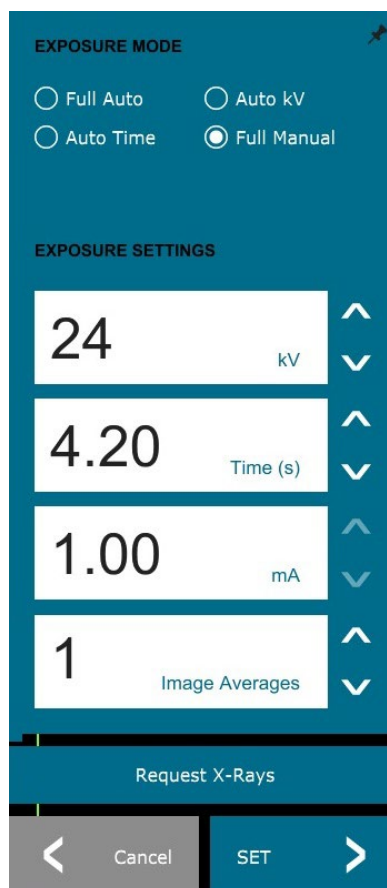 EXPOSURE MODE
Full Auto Auto kV
Auto Time Full Manual
EXPOSURE SETTINGS
24 kV
4.20 Time (s)
1.00 mA
1 Image Averages
Request X-Rays
Cancel SET